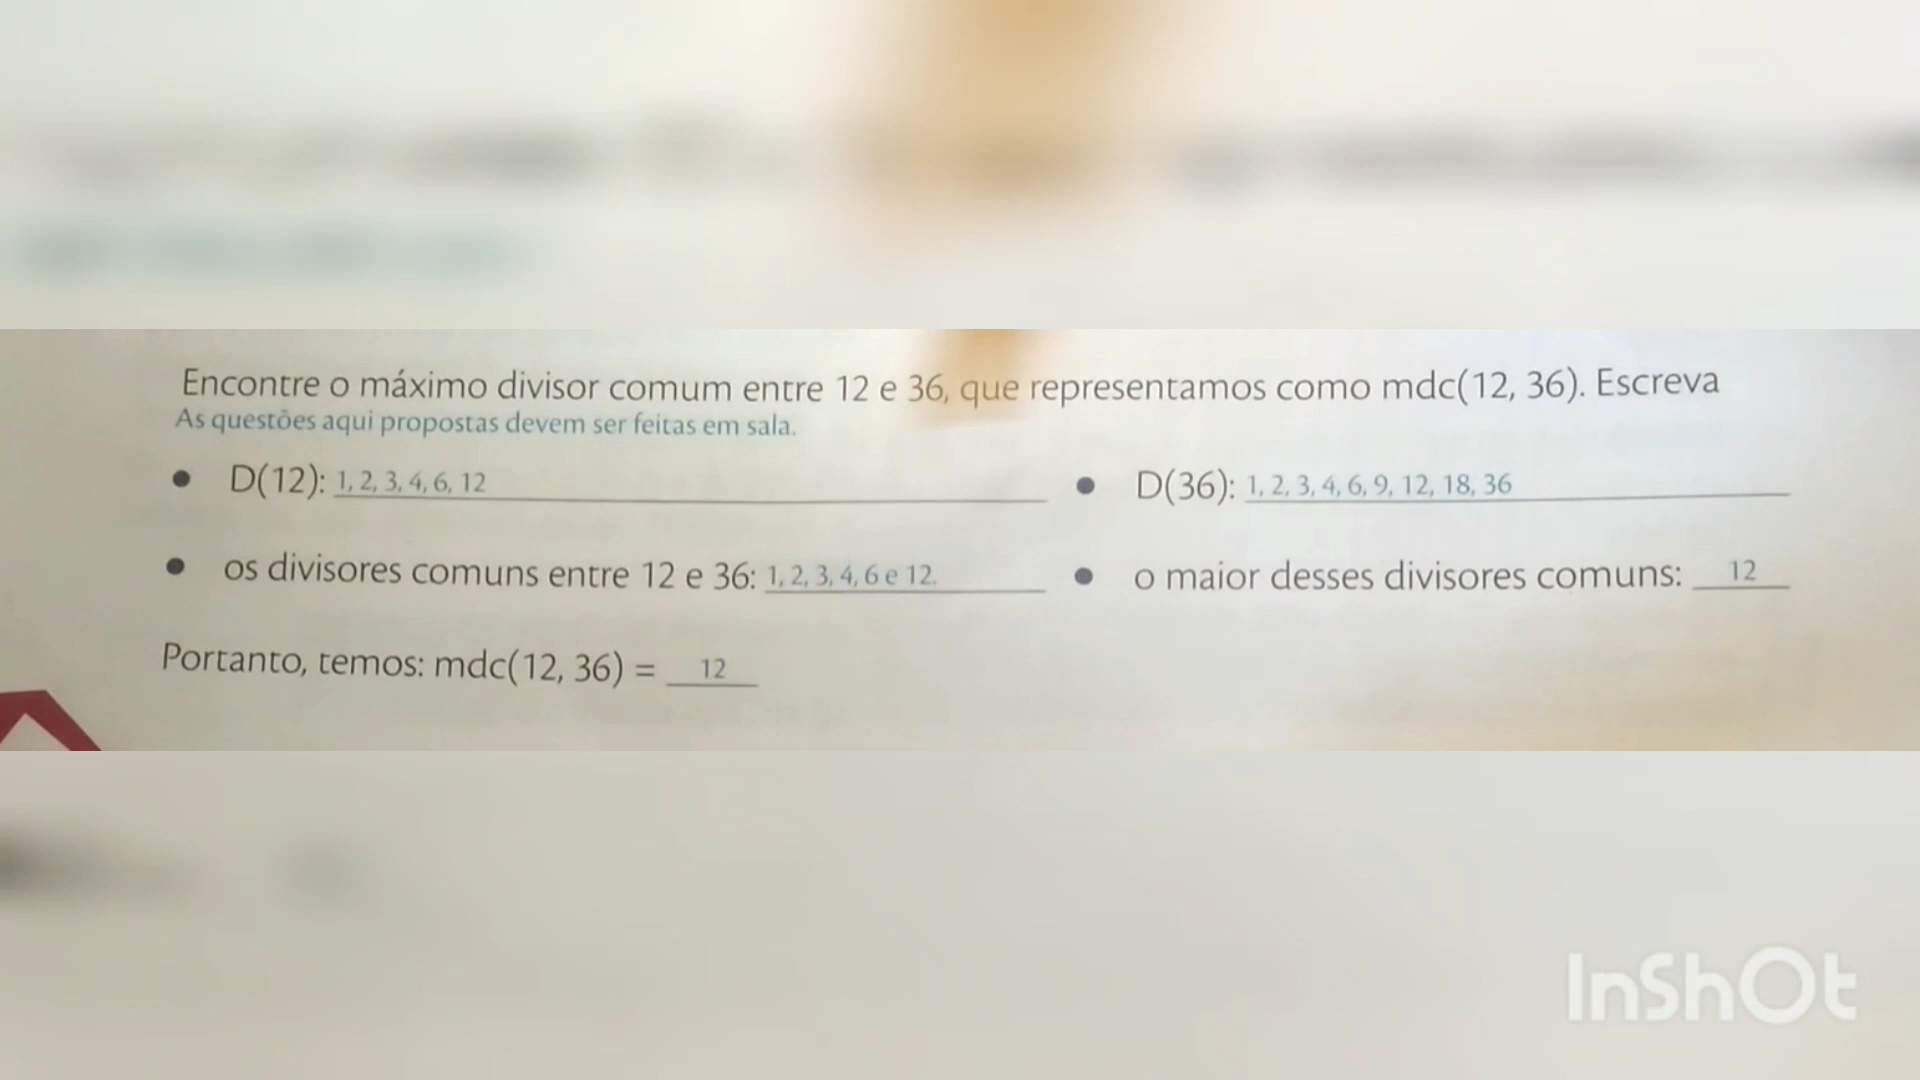 Encontre o máximo divisor comum entre 12 e 36, que representamos como mdc(12, 36). Escreva
As questões aqui propostas devem ser feitas em sala.
• D(12): 1, 2, 3, 4, 6, 12
• D(36): 1, 2, 3, 4, 6, 9, 12, 18, 36
• os divisores comuns entre 12 e 36: 1, 2, 3, 4, 6 e 12.
• o maior desses divisores comuns: 12
Portanto, temos: mdc(12, 36) = 12
InShOt